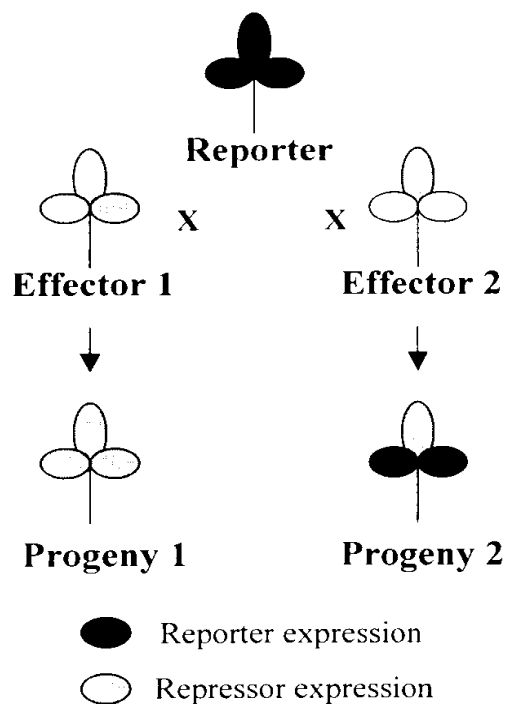 Reporter
X X
Effector 1 Effector 2
Progeny 1 Progeny 2
Reporter expression
Repressor expression